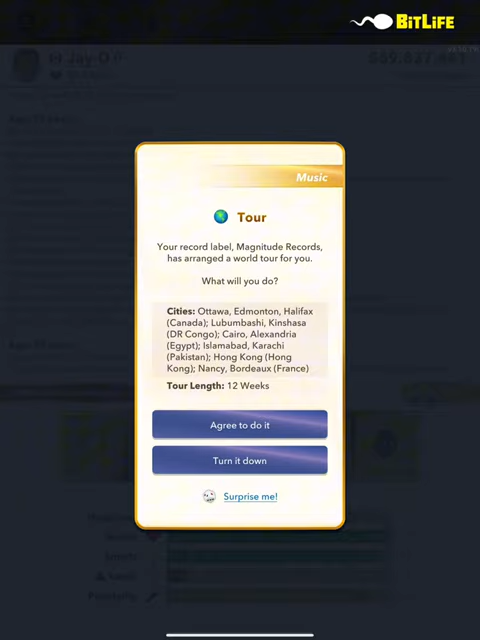 BITLIFE
Music
Tour
Your record label, Magnitude Records,
has arranged a world tour for you.
What will you do?
Cities: Ottawa, Edmonton, Halifax
(Canada); Lubumbashi, Kinshasa
(DR Congo); Cairo, Alexandria
(Egypt); Islamabad, Karachi
(Pakistan); Hong Kong (Hong
Kong); Nancy, Bordeaux (France)
Tour Length: 12 Weeks
Agree to do it
Turn it down
Surprise me!